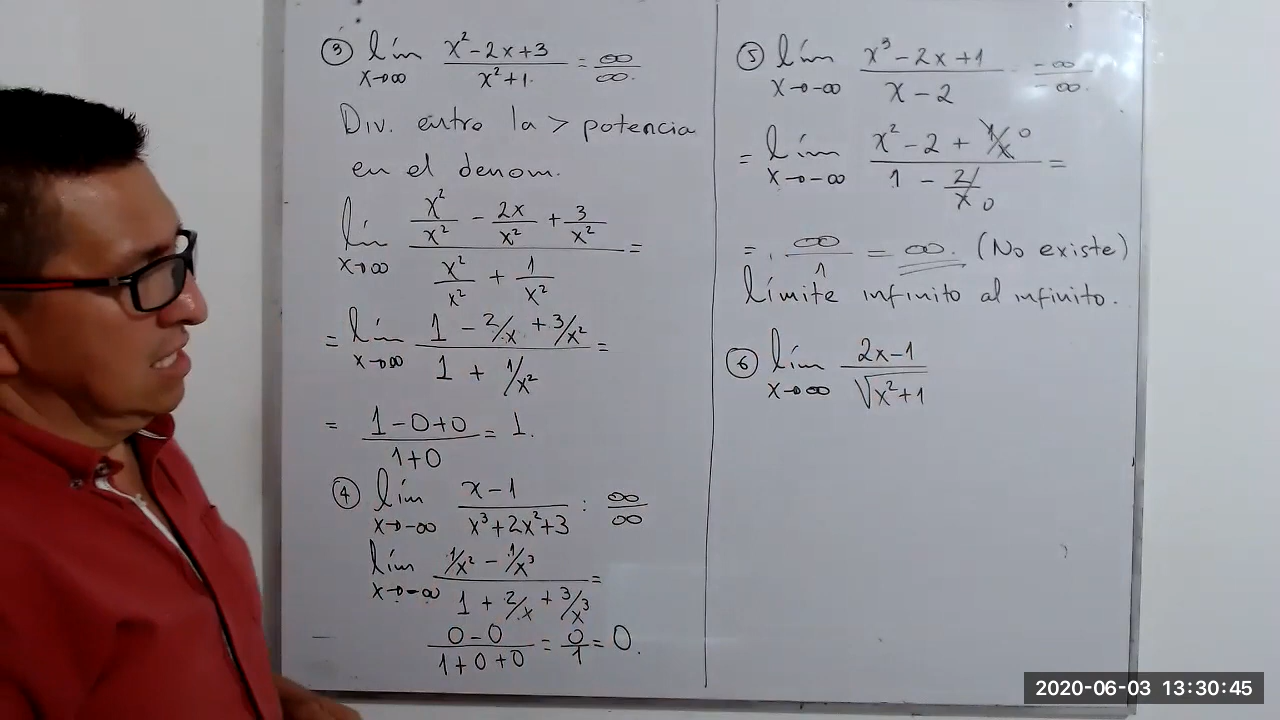 ③ lím x→∞ (x² - 2x + 3)/(x² + 1) = ∞/∞
Div. entro la > potencia
en el denom.
lím x→∞ (x²/x² - 2x/x² + 3/x²)/(x²/x² + 1/x²) =
= lím x→∞ (1 - 2/x + 3/x²)/(1 + 1/x²) =
= (1 - 0 + 0)/(1 + 0) = 1.
④ lím x→-∞ (x - 1)/(x³ + 2x² + 3) : ∞/∞
lím x→-∞ (1/x² - 1/x³)/(1 + 2/x + 3/x³) =
(0 - 0)/(1 + 0 + 0) = 0/1 = 0.
⑤ lím x→-∞ (x³ - 2x + 1)/(x - 2) -∞/-∞
= lím x→-∞ (x² - 2 + 1/x 0)/(1 - 2/x 0) =
= ∞/1 = ∞. (No existe)
límite infinito al infinito.
⑥ lím x→∞ (2x - 1)/√(x² + 1)
2020-06-03 13:30:45